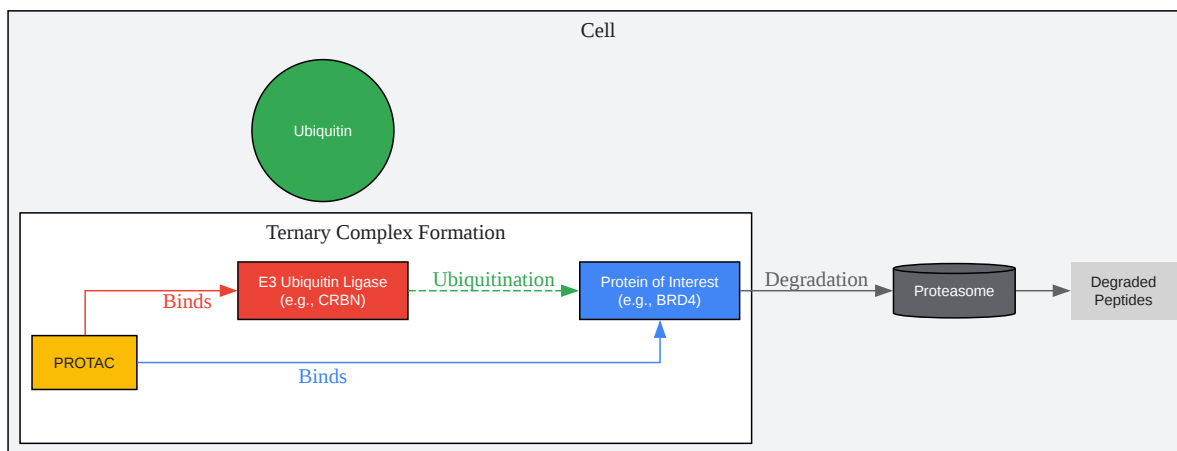 Cell
Ubiquitin
Ternary Complex Formation
E3 Ubiquitin Ligase
(e.g., CRBN)
Ubiquitination
Protein of Interest
(e.g., BRD4)
Degradation
Proteasome
Degraded
Peptides
Binds
PROTAC
Binds